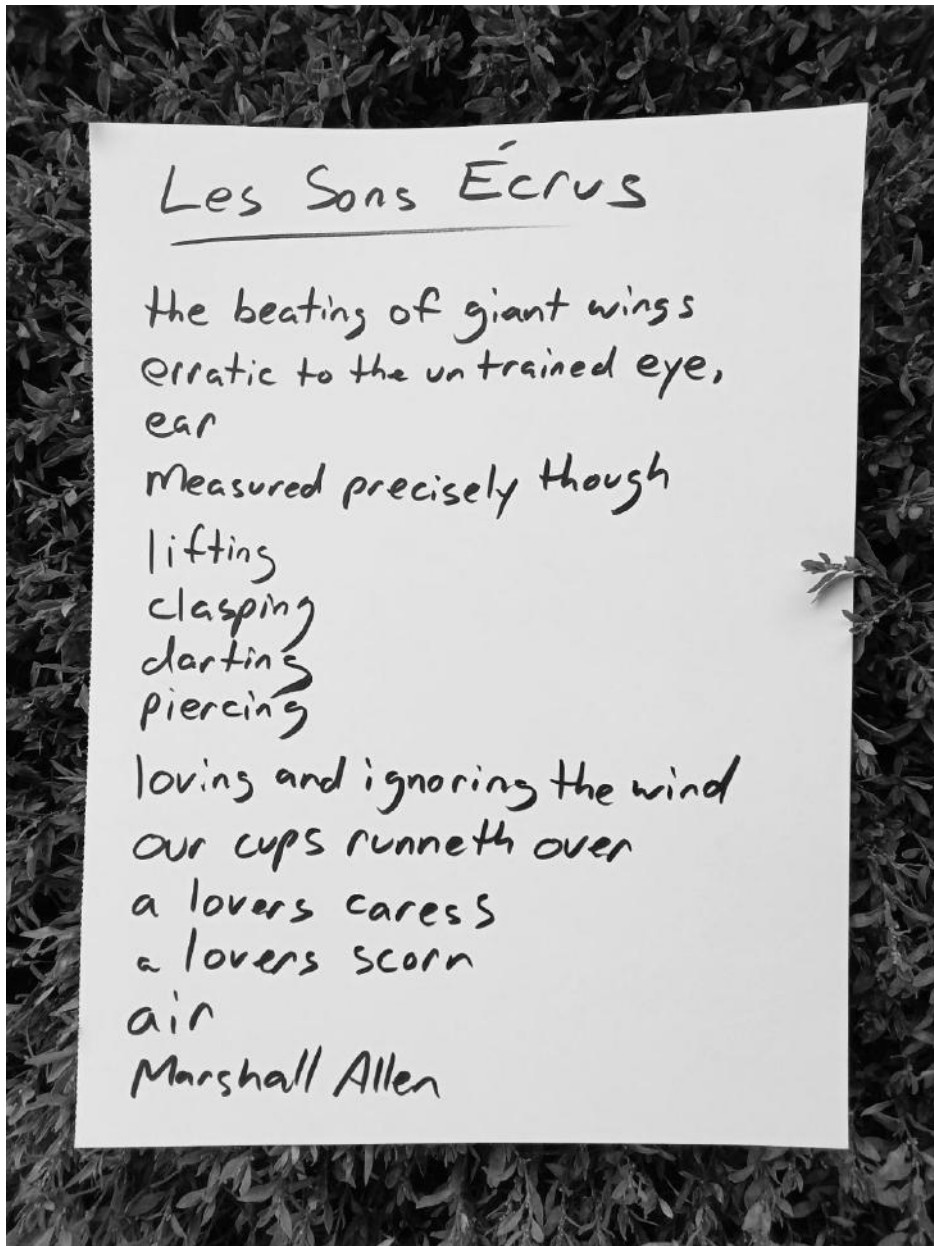 Les Sons Écrus
the beating of giant wings
erratic to the untrained eye,
ear
measured precisely though
lifting
clasping
darting
piercing
loving and ignoring the wind
our cups runneth over
a lovers caress
a lovers scorn
air
Marshall Allen